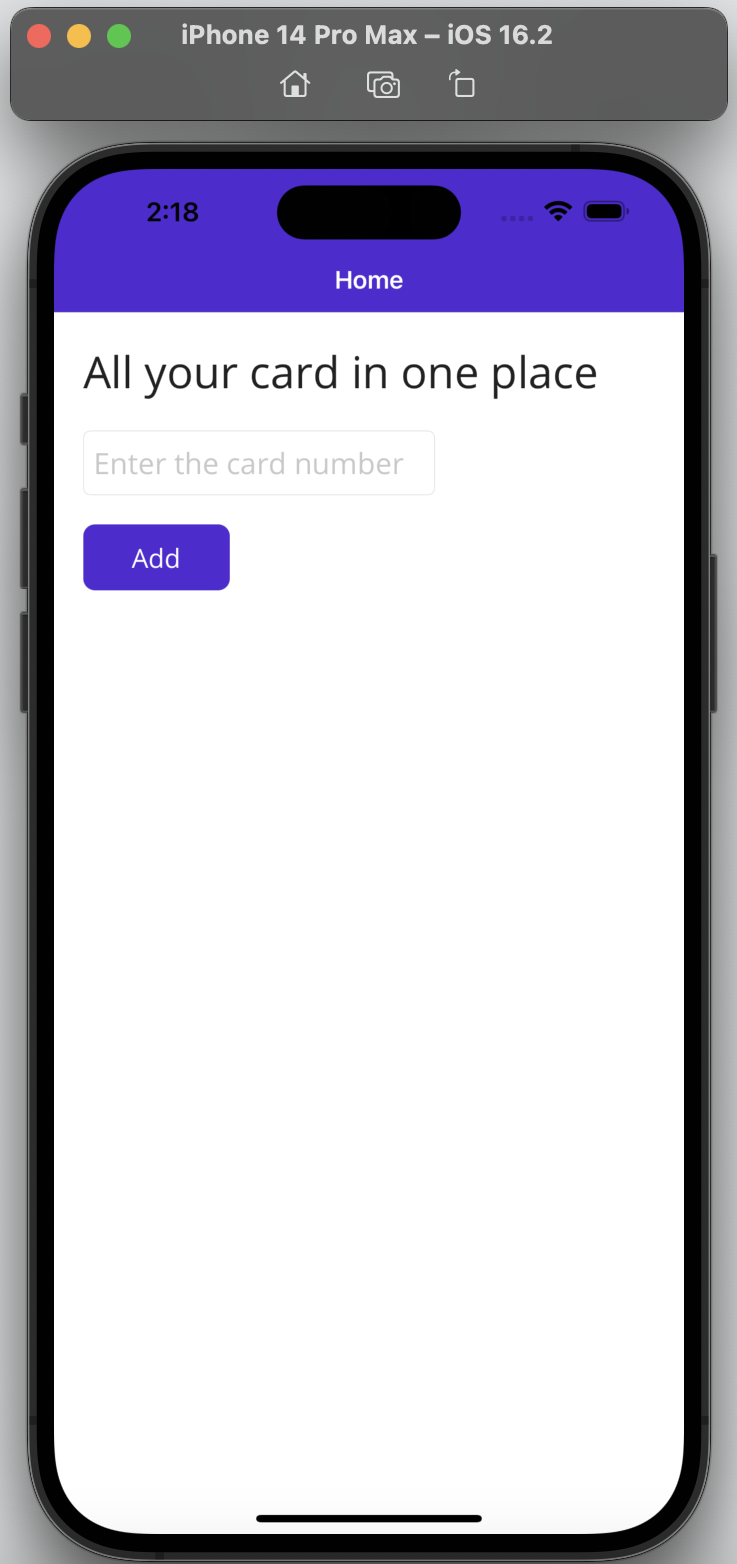 iPhone 14 Pro Max – iOS 16.2
2:18
Home
All your card in one place
Enter the card number
Add